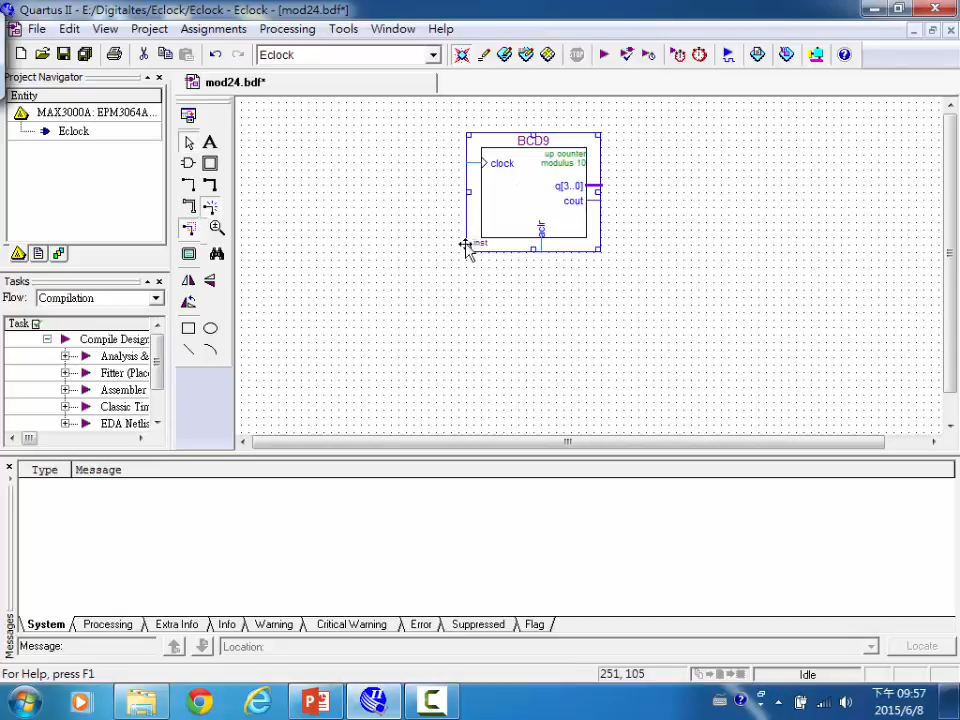 Quartus II - E:/Digitaltes/Eclock/Eclock - Eclock - [mod24.bdf*]
File Edit View Project Assignments Processing Tools Window Help
Eclock
Project Navigator
Entity
MAX3000A: EPM3064A...
Eclock
mod24.bdf*
BCD9
up counter
modulus 10
clock
q[3..0]
cout
aclr
inst
Tasks
Flow: Compilation
Task
Compile Design
Analysis &
Fitter (Place
Assembler
Classic Tim
EDA Netlis
Type Message
System Processing Extra Info Info Warning Critical Warning Error Suppressed Flag
Messages
Message: Location: Locate
For Help, press F1
251, 105
Idle
下午 09:57
2015/6/8